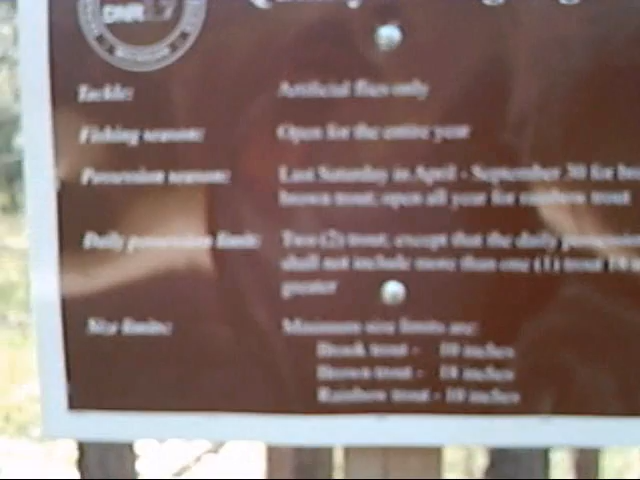 DNR
Tackle: Artificial flies only
Fishing season: Open for the entire year
Possession season: Last Saturday in April - September 30 for
brown trout; open all year for rainbow trout
Daily possession limit: Two (2) trout, except that the daily
shall not include more than one (1) trout
greater
Size limits: Minimum size limits are:
Brook trout - 10 inches
Brown trout - 18 inches
Rainbow trout - 10 inches